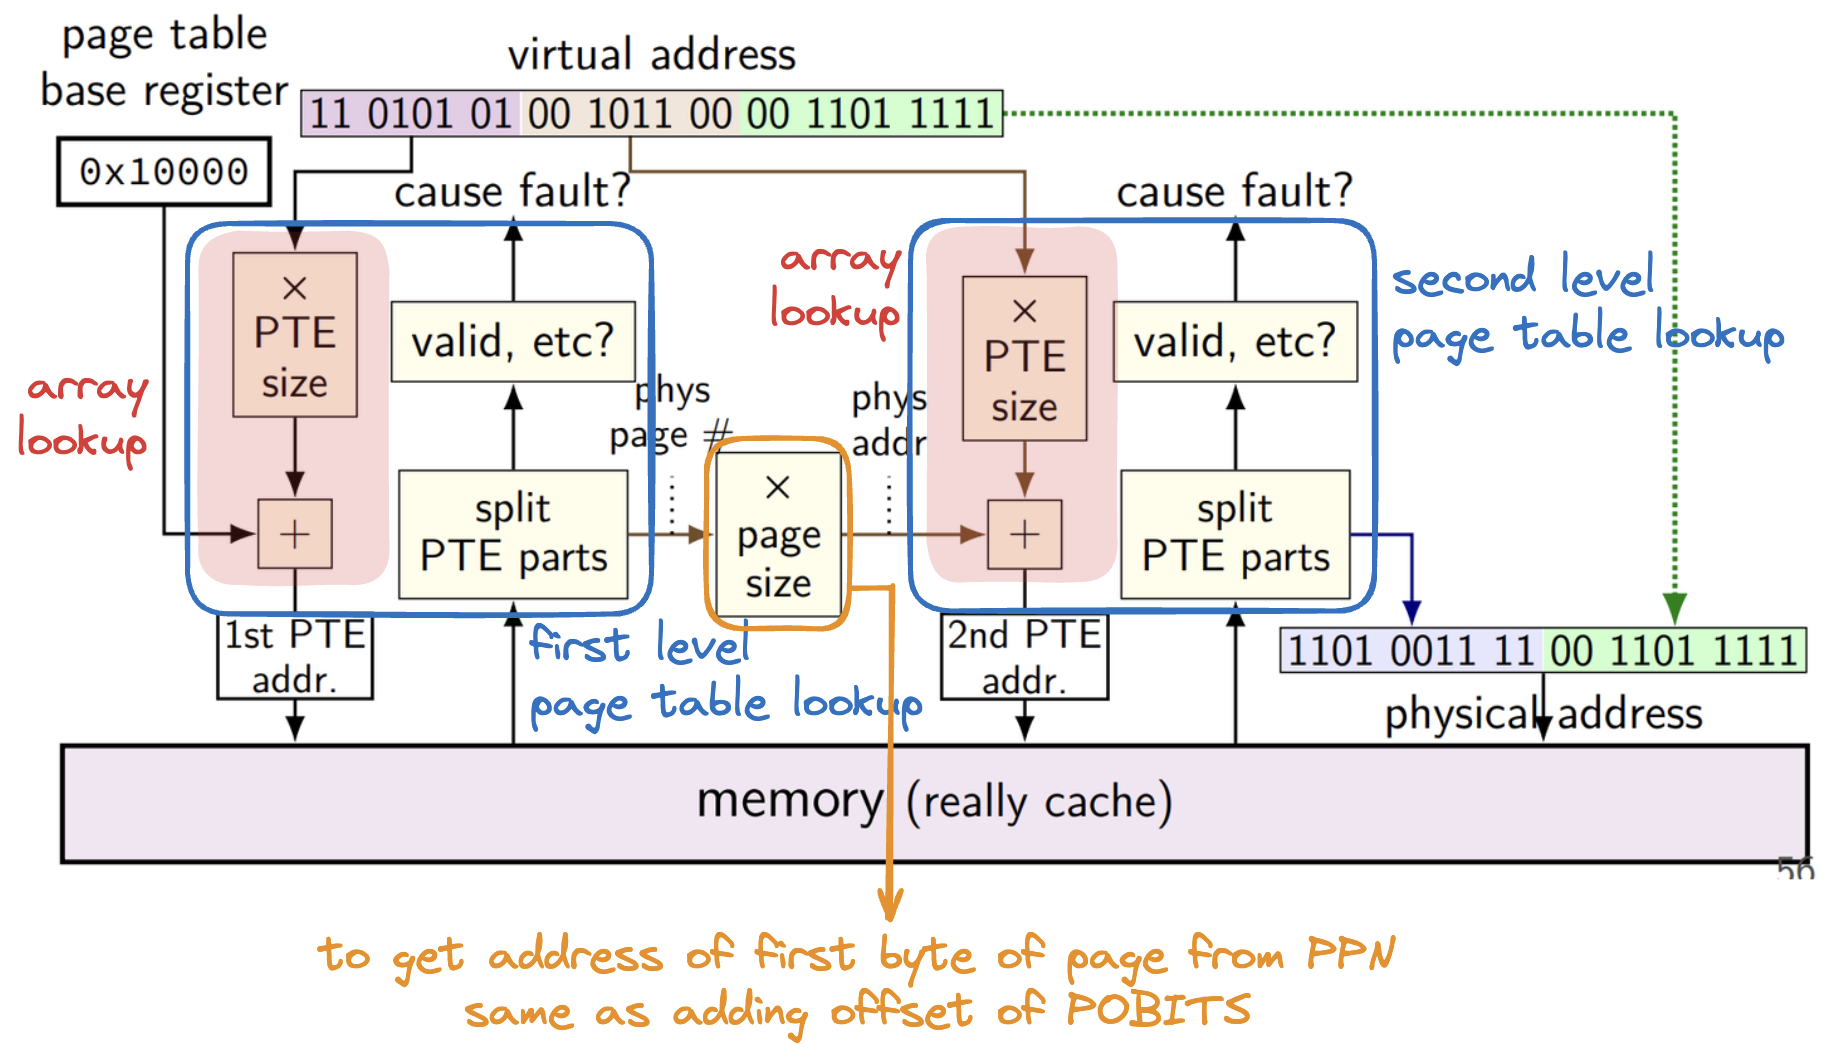 page table
base register
virtual address
11 0101 01 00 1011 00 00 1101 1111
0x10000
cause fault?
cause fault?
array
lookup
×
PTE
size
+
valid, etc?
split
PTE parts
1st PTE
addr.
first level
page table lookup
phys
page #
×
page
size
phys
addr
array
lookup
×
PTE
size
+
valid, etc?
split
PTE parts
2nd PTE
addr.
second level
page table lookup
1101 0011 11 00 1101 1111
physical address
memory (really cache)
56
to get address of first byte of page from PPN
same as adding offset of POBITS